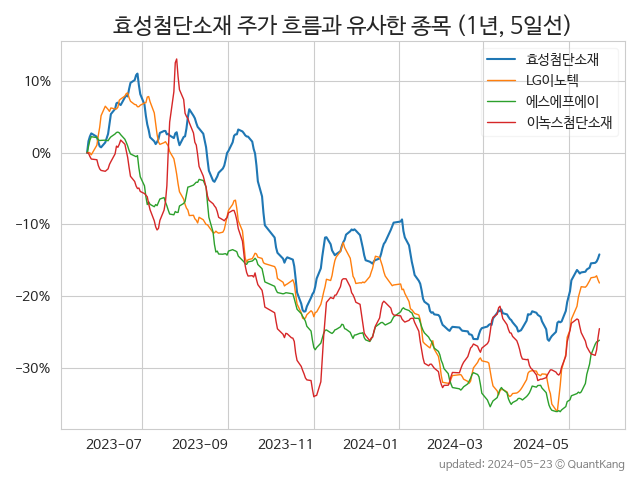 효성첨단소재 주가 흐름과 유사한 종목 (1년, 5일선)
효성첨단소재
LG이노텍
에스에프에이
이녹스첨단소재
10%
0%
−10%
−20%
−30%
2023-07 2023-09 2023-11 2024-01 2024-03 2024-05
updated: 2024-05-23 © QuantKang